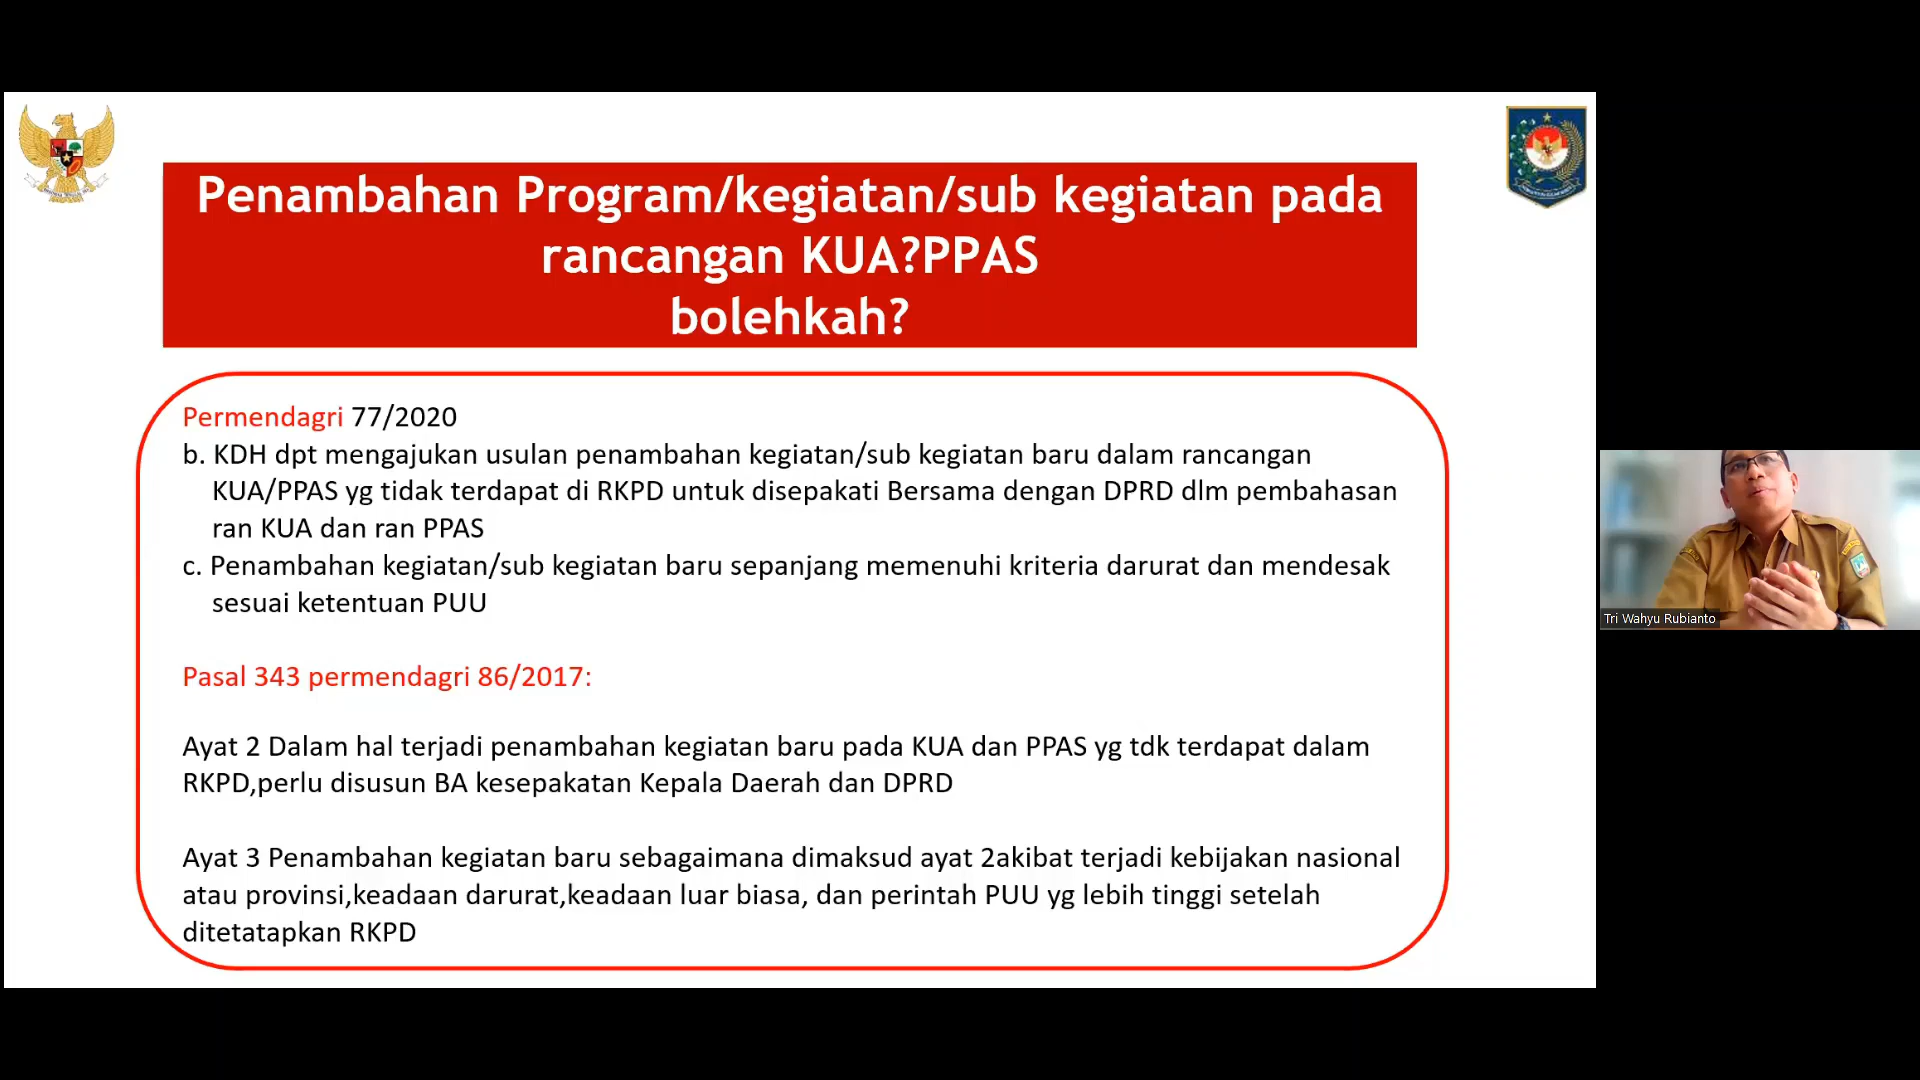 Penambahan Program/kegiatan/sub kegiatan pada
rancangan KUA?PPAS
bolehkah?
Permendagri 77/2020
b. KDH dpt mengajukan usulan penambahan kegiatan/sub kegiatan baru dalam rancangan
KUA/PPAS yg tidak terdapat di RKPD untuk disepakati Bersama dengan DPRD dlm pembahasan
ran KUA dan ran PPAS
c. Penambahan kegiatan/sub kegiatan baru sepanjang memenuhi kriteria darurat dan mendesak
sesuai ketentuan PUU
Pasal 343 permendagri 86/2017:
Ayat 2 Dalam hal terjadi penambahan kegiatan baru pada KUA dan PPAS yg tdk terdapat dalam
RKPD,perlu disusun BA kesepakatan Kepala Daerah dan DPRD
Ayat 3 Penambahan kegiatan baru sebagaimana dimaksud ayat 2akibat terjadi kebijakan nasional
atau provinsi,keadaan darurat,keadaan luar biasa, dan perintah PUU yg lebih tinggi setelah
ditetatapkan RKPD
Tri Wahyu Rubianto